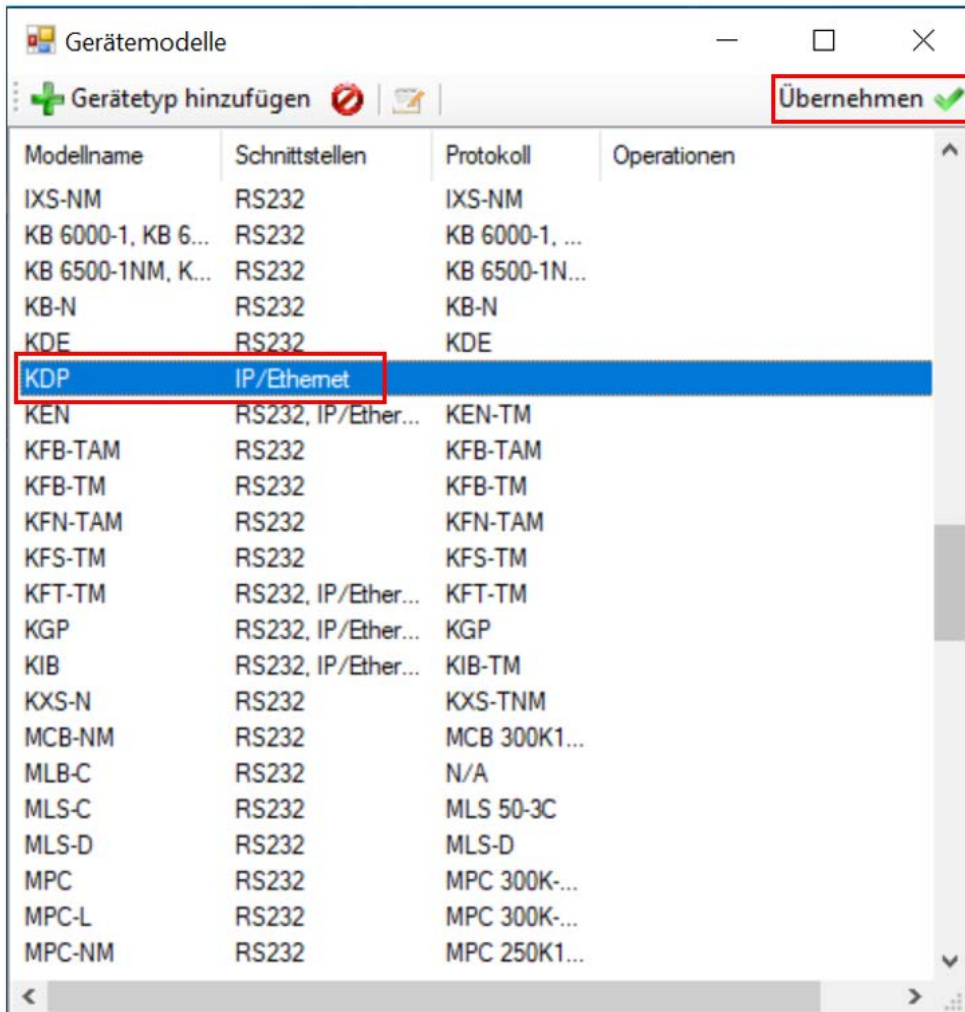 Gerätemodelle
Gerätetyp hinzufügen Übernehmen
Modellname Schnittstellen Protokoll Operationen
IXS-NM RS232 IXS-NM
KB 6000-1, KB 6... RS232 KB 6000-1, ...
KB 6500-1NM, K... RS232 KB 6500-1N...
KB-N RS232 KB-N
KDE RS232 KDE
KDP IP/Ethernet
KEN RS232, IP/Ether... KEN-TM
KFB-TAM RS232 KFB-TAM
KFB-TM RS232 KFB-TM
KFN-TAM RS232 KFN-TAM
KFS-TM RS232 KFS-TM
KFT-TM RS232, IP/Ether... KFT-TM
KGP RS232, IP/Ether... KGP
KIB RS232, IP/Ether... KIB-TM
KXS-N RS232 KXS-TNM
MCB-NM RS232 MCB 300K1...
MLB-C RS232 N/A
MLS-C RS232 MLS 50-3C
MLS-D RS232 MLS-D
MPC RS232 MPC 300K-...
MPC-L RS232 MPC 300K-...
MPC-NM RS232 MPC 250K1...